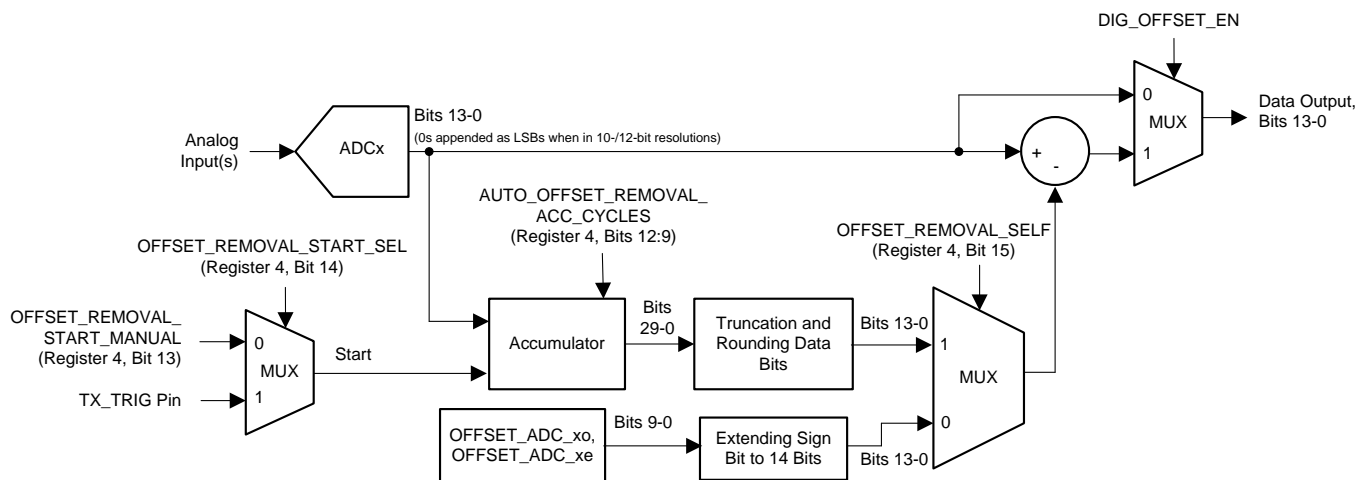 DIG_OFFSET_EN
0
MUX
1
Data Output,
Bits 13-0
Analog
Input(s)
ADCx
Bits 13-0
(0s appended as LSBs when in 10-/12-bit resolutions)
+
-
AUTO_OFFSET_REMOVAL_
ACC_CYCLES
(Register 4, Bits 12:9)
OFFSET_REMOVAL_SELF
(Register 4, Bit 15)
OFFSET_REMOVAL_START_SEL
(Register 4, Bit 14)
OFFSET_REMOVAL_
START_MANUAL
(Register 4, Bit 13)
TX_TRIG Pin
0
MUX
1
Start
Accumulator
Bits
29-0
Truncation and
Rounding Data
Bits
Bits 13-0
1
MUX
0
OFFSET_ADC_xo,
OFFSET_ADC_xe
Bits 9-0
Extending Sign
Bit to 14 Bits
Bits 13-0